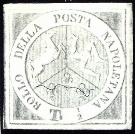 BOLLO DELLA POSTA NAPOLETANA
T. ½